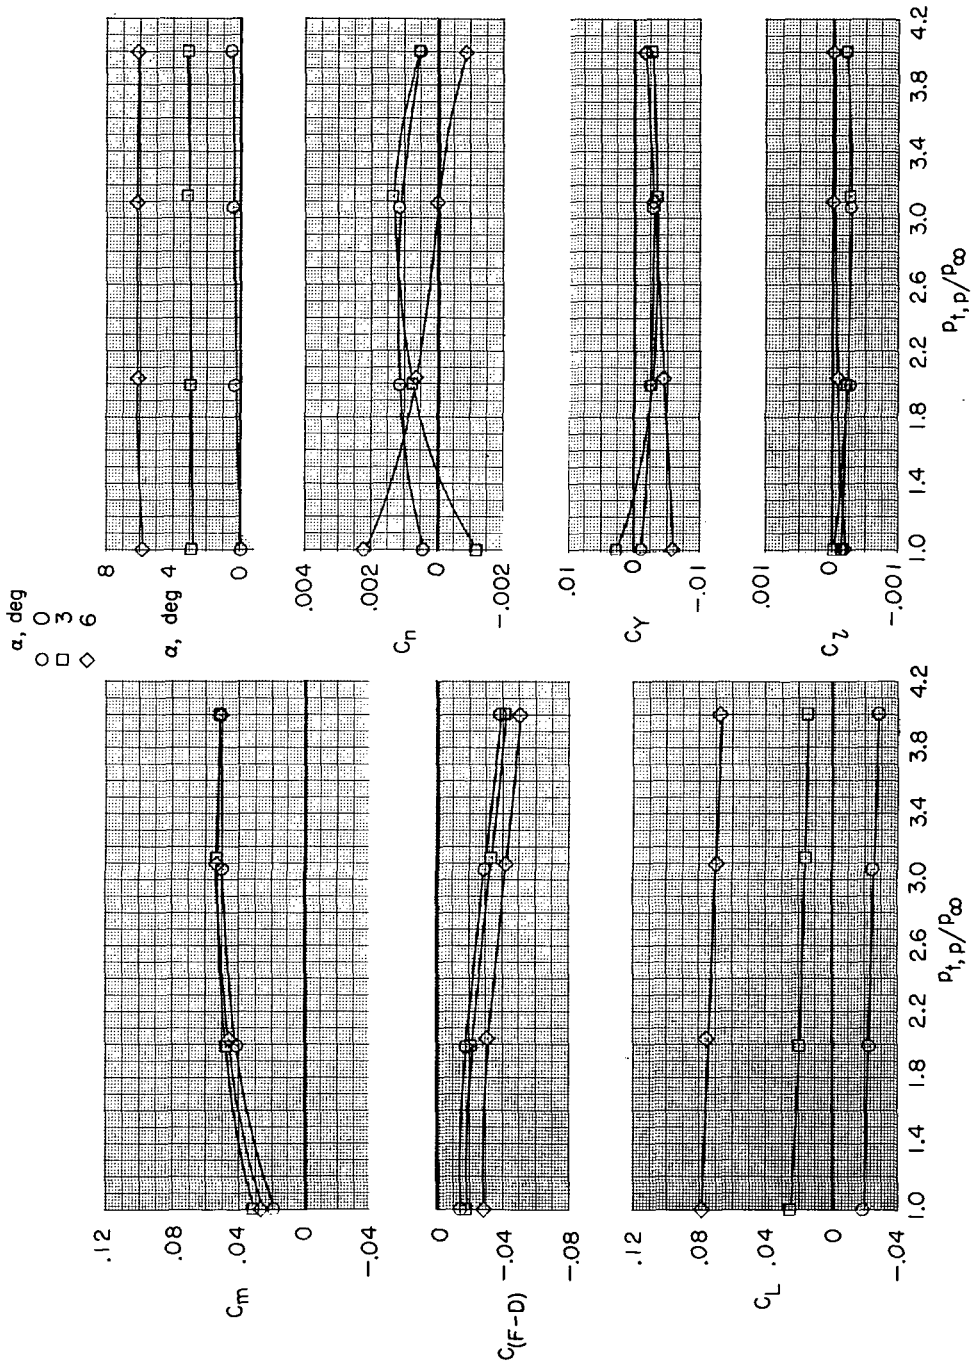 α, deg
○ 0
□ 3
◇ 6
.12
.08
.04
0
-.04
C_m
0
-.04
-.08
C_(F-D)
.12
.08
.04
0
-.04
C_L
1.0 1.4 1.8 2.2 2.6 3.0 3.4 3.8 4.2
p_t,p/p_∞
8
4
0
α, deg
.004
.002
0
-.002
C_n
.01
0
-.01
C_Y
.001
0
-.001
C_l
1.0 1.4 1.8 2.2 2.6 3.0 3.4 3.8 4.2
p_t,p/p_∞